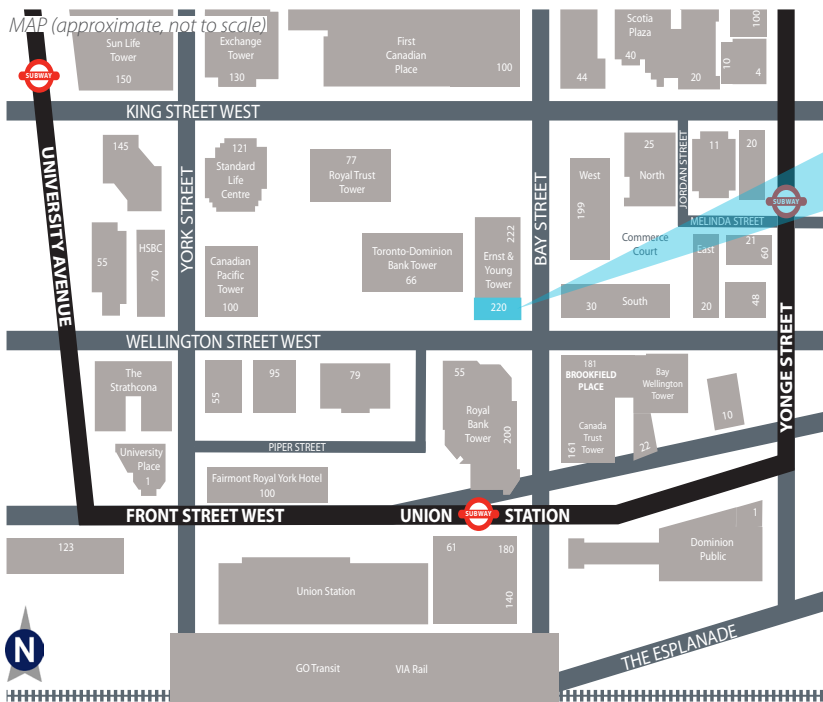 MAP (approximate, not to scale)
Sun Life
Tower
150
Exchange
Tower
130
First
Canadian
Place
100
44
Scotia
Plaza
40
20
10
100
4
SUBWAY
KING STREET WEST
UNIVERSITY AVENUE
YORK STREET
BAY STREET
JORDAN STREET
YONGE STREET
145
121
Standard
Life
Centre
77
Royal Trust
Tower
West
199
25
North
11
20
SUBWAY
MELINDA STREET
55
HSBC
70
Canadian
Pacific
Tower
100
Toronto-Dominion
Bank Tower
66
222
Ernst &
Young
Tower
220
Commerce
Court
East
20
21
60
30
South
48
WELLINGTON STREET WEST
The
Strathcona
55
95
79
55
Royal
Bank
Tower
200
181
BROOKFIELD
PLACE
Bay
Wellington
Tower
Canada
Trust
Tower
161
22
10
PIPER STREET
University
Place
1
Fairmont Royal York Hotel
100
FRONT STREET WEST
UNION
SUBWAY
STATION
123
Union Station
61
180
140
1
Dominion
Public
N
GO Transit
VIA Rail
THE ESPLANADE